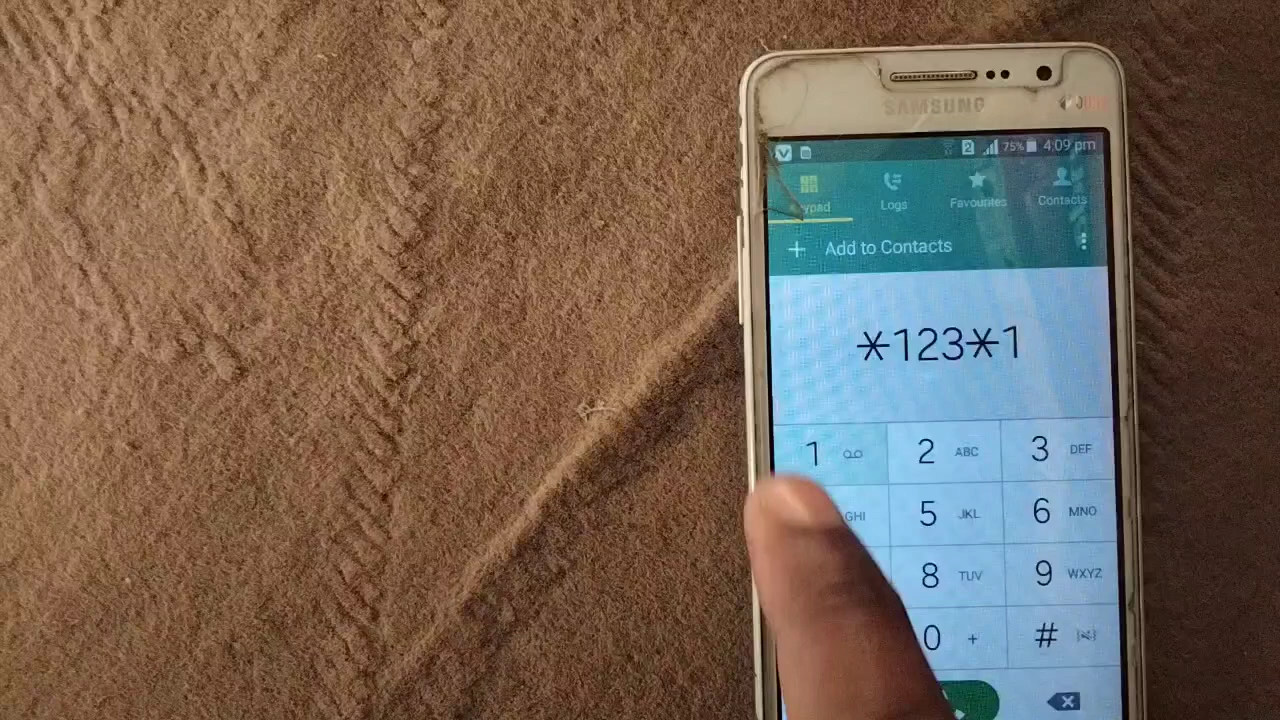 SAMSUNG
2 75% 4:09 pm
Logs Favourites Contacts
+ Add to Contacts
*123*1
1 2 ABC 3 DEF
GHI 5 JKL 6 MNO
8 TUV 9 WXYZ
0 + #